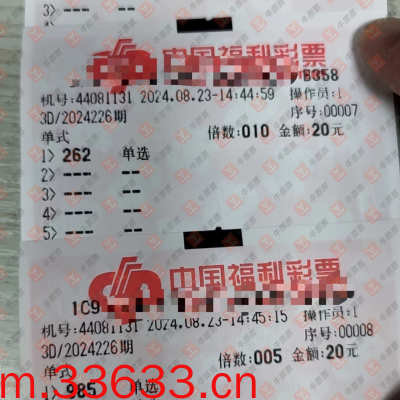 3> ---
中国福利彩票
机号:44081131 2024.08.23-14:44:59 操作员:1
3D/2024226期 序号:00007
单式 倍数:010 金额:20元
1> 262 单选
2> --- ---
3> --- ---
4> --- ---
5> --- ---
中国福利彩票
1C9
机号:44081131 2024.08.23-14:45:15 操作员:1
3D/2024226期 序号:00008
单式 倍数:005 金额:20元
1> 985 单选
m.33633.cn